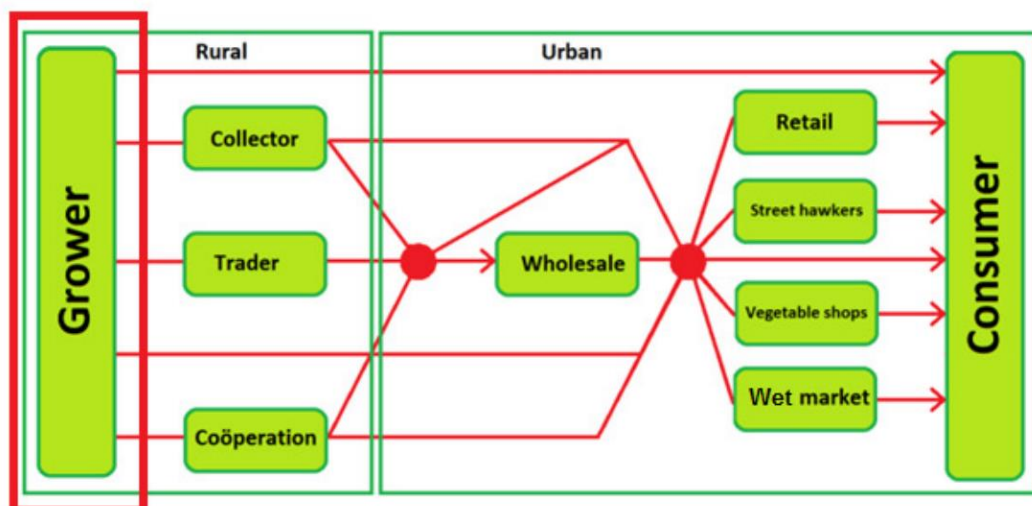 Rural
Urban
Grower
Collector
Trader
Coöperation
Wholesale
Retail
Street hawkers
Vegetable shops
Wet market
Consumer